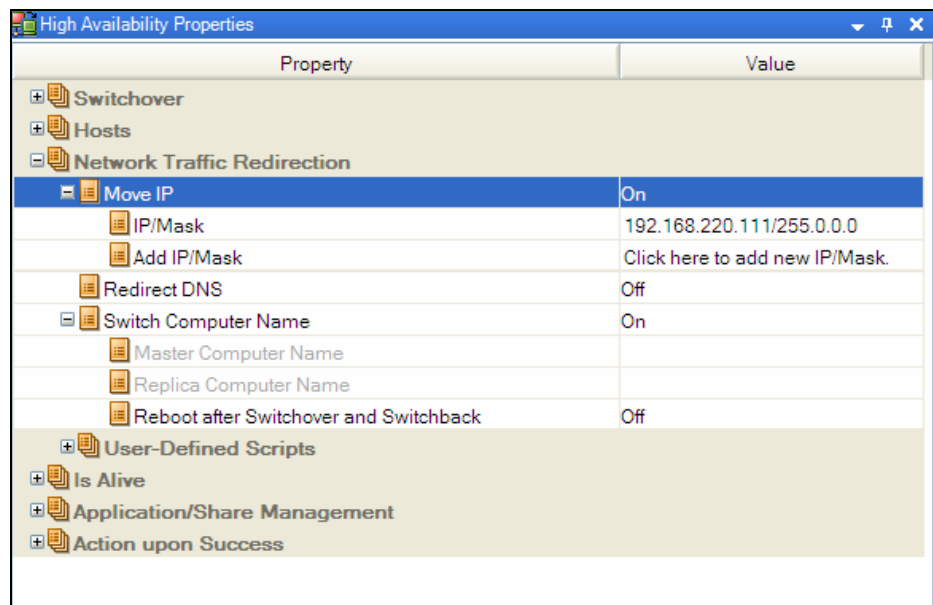 High Availability Properties
Property Value
Switchover
Hosts
Network Traffic Redirection
Move IP On
IP/Mask 192.168.220.111/255.0.0.0
Add IP/Mask Click here to add new IP/Mask.
Redirect DNS Off
Switch Computer Name On
Master Computer Name
Replica Computer Name
Reboot after Switchover and Switchback Off
User-Defined Scripts
Is Alive
Application/Share Management
Action upon Success